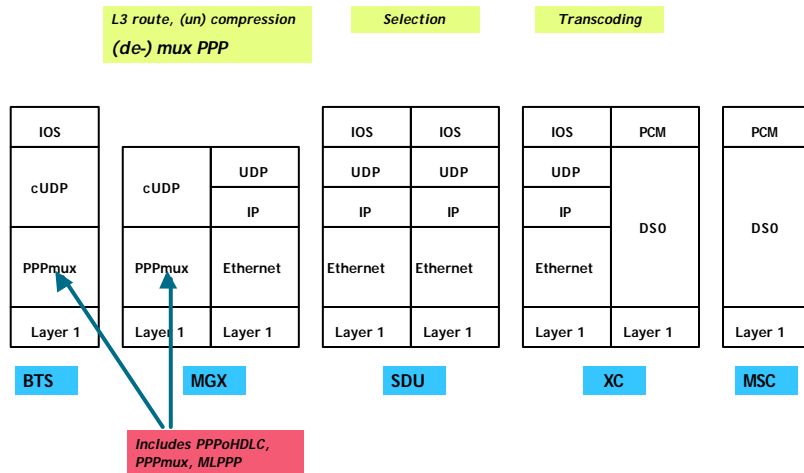 L3 route, (un) compression
(de-) mux PPP
Selection
Transcoding
IOS
cUDP
PPPmux
Layer 1
BTS
cUDP
PPPmux
Layer 1
UDP
IP
Ethernet
Layer 1
MGX
IOS
UDP
IP
Ethernet
Layer 1
IOS
UDP
IP
Ethernet
Layer 1
SDU
IOS
UDP
IP
Ethernet
Layer 1
PCM
DS0
Layer 1
XC
PCM
DS0
Layer 1
MSC
Includes PPPoHDLC,
PPPmux, MLPPP